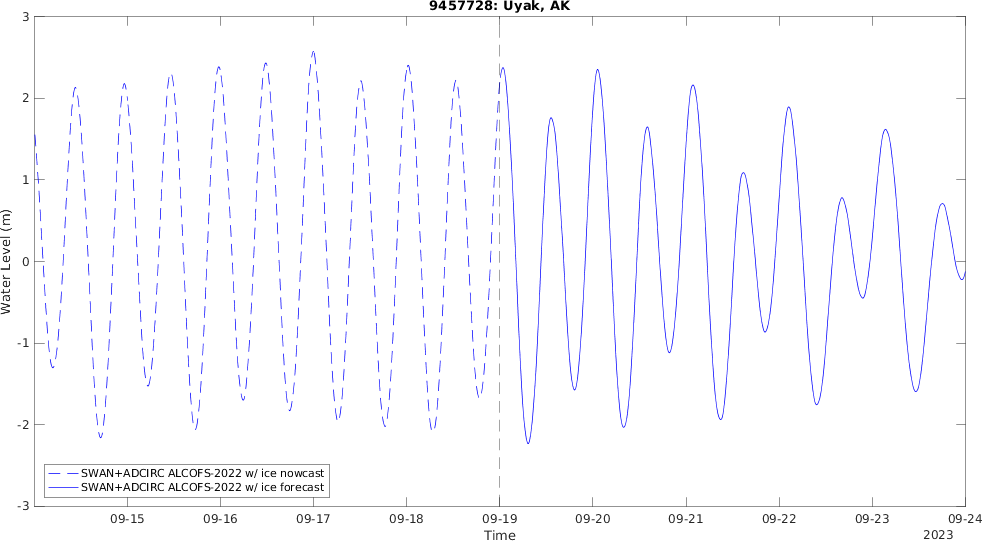 9457728: Uyak, AK
3
2
1
0
-1
-2
-3
Water Level (m)
SWAN+ADCIRC ALCOFS-2022 w/ ice nowcast
SWAN+ADCIRC ALCOFS-2022 w/ ice forecast
09-15 09-16 09-17 09-18 09-19 09-20 09-21 09-22 09-23 09-24
Time
2023